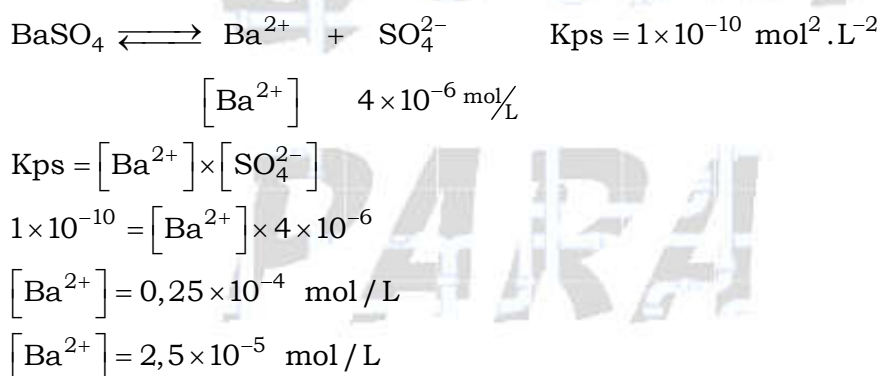 BaSO₄ ⇌ Ba²⁺ + SO₄²⁻ Kps = 1×10⁻¹⁰ mol².L⁻²
[Ba²⁺] 4×10⁻⁶ mol/L
Kps = [Ba²⁺]×[SO₄²⁻]
1×10⁻¹⁰ = [Ba²⁺]×4×10⁻⁶
[Ba²⁺] = 0,25×10⁻⁴ mol/L
[Ba²⁺] = 2,5×10⁻⁵ mol/L
PARA